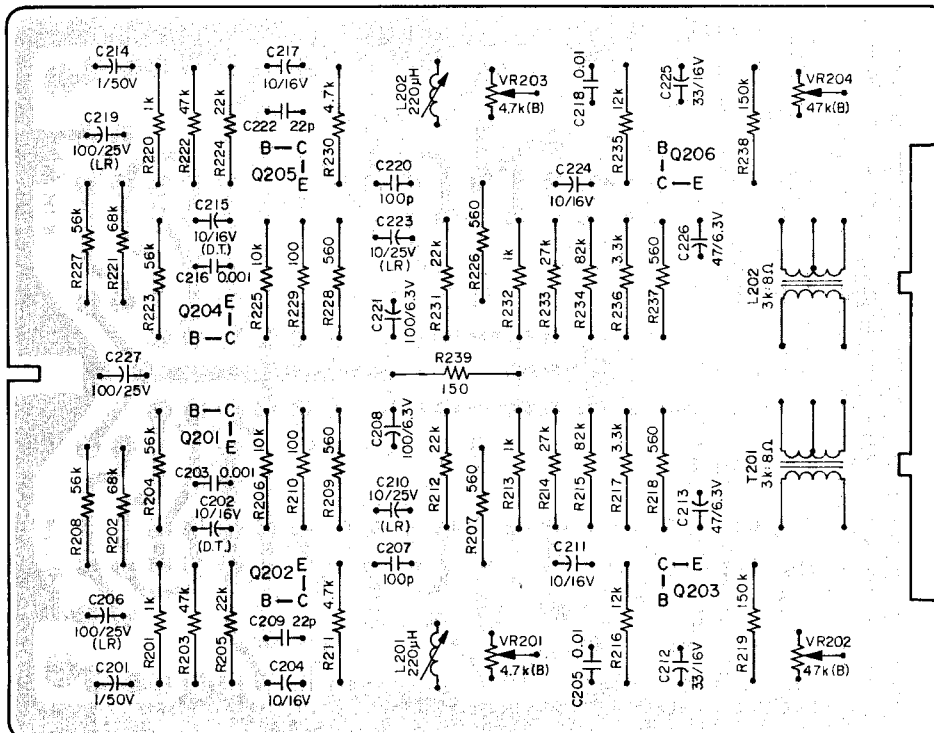 C214
1/50V
C219
100/25V
(LR)
R220
1k
R222
47k
R224
22k
C217
10/16V
C222 22p
B C
Q205
E
R230
4.7k
L202
220μH
VR203
4.7k(B)
C218 0.01
R235
12k
C225
33/16V
B
Q206
C E
R238
150k
VR204
47k(B)
C220
100p
C224
10/16V
R227
56k
R221
68k
R223
56k
C215
10/16V
(D.T.)
C216 0.001
Q204
E
B C
R225
10k
R229
100
R228
560
C223
10/25V
(LR)
C221
100/6.3V
R231
22k
R226
560
R232
1k
R233
27k
R234
82k
R236
3.3k
R237
560
C226
47/6.3V
L202
3k:8Ω
C227
100/25V
R239
150
B C
Q201
E
R208
56k
R202
68k
R204
56k
C203 0.001
C202
10/16V
(D.T.)
R206
10k
R210
100
R209
560
C208
100/6.3V
C210
10/25V
(LR)
R212
22k
R207
560
R213
1k
R214
27k
R215
82k
R217
3.3k
R218
560
C213
47/6.3V
T201
3k:8Ω
C207
100p
C211
10/16V
C206
100/25V
(LR)
C201
1/50V
R201
1k
R203
47k
R205
22k
Q202
E
B C
C209 22p
C204
10/16V
R211
4.7k
L201
220μH
VR201
4.7k(B)
C205 0.01
R216
12k
C E
Q203
B
C212
33/16V
R219
150k
VR202
47k(B)